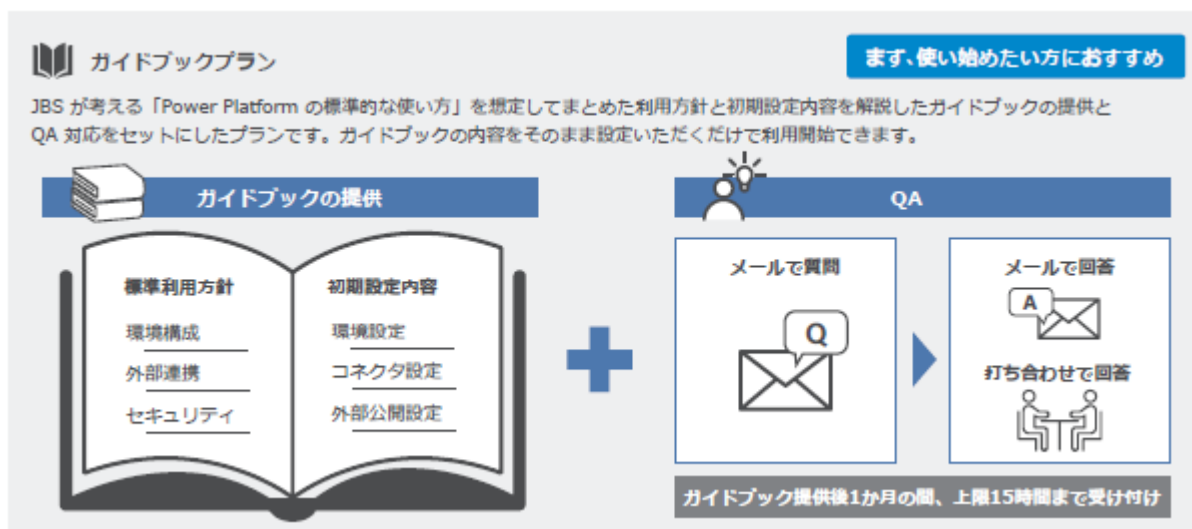 ガイドブックプラン
まず、使い始めたい方におすすめ
JBS が考える「Power Platform の標準的な使い方」を想定してまとめた利用方針と初期設定内容を解説したガイドブックの提供と
QA 対応をセットにしたプランです。ガイドブックの内容をそのまま設定いただくだけで利用開始できます。
ガイドブックの提供
標準利用方針
環境構成
外部連携
セキュリティ
初期設定内容
環境設定
コネクタ設定
外部公開設定
QA
メールで質問
Q
メールで回答
A
打ち合わせで回答
ガイドブック提供後1か月の間、上限15時間まで受け付け